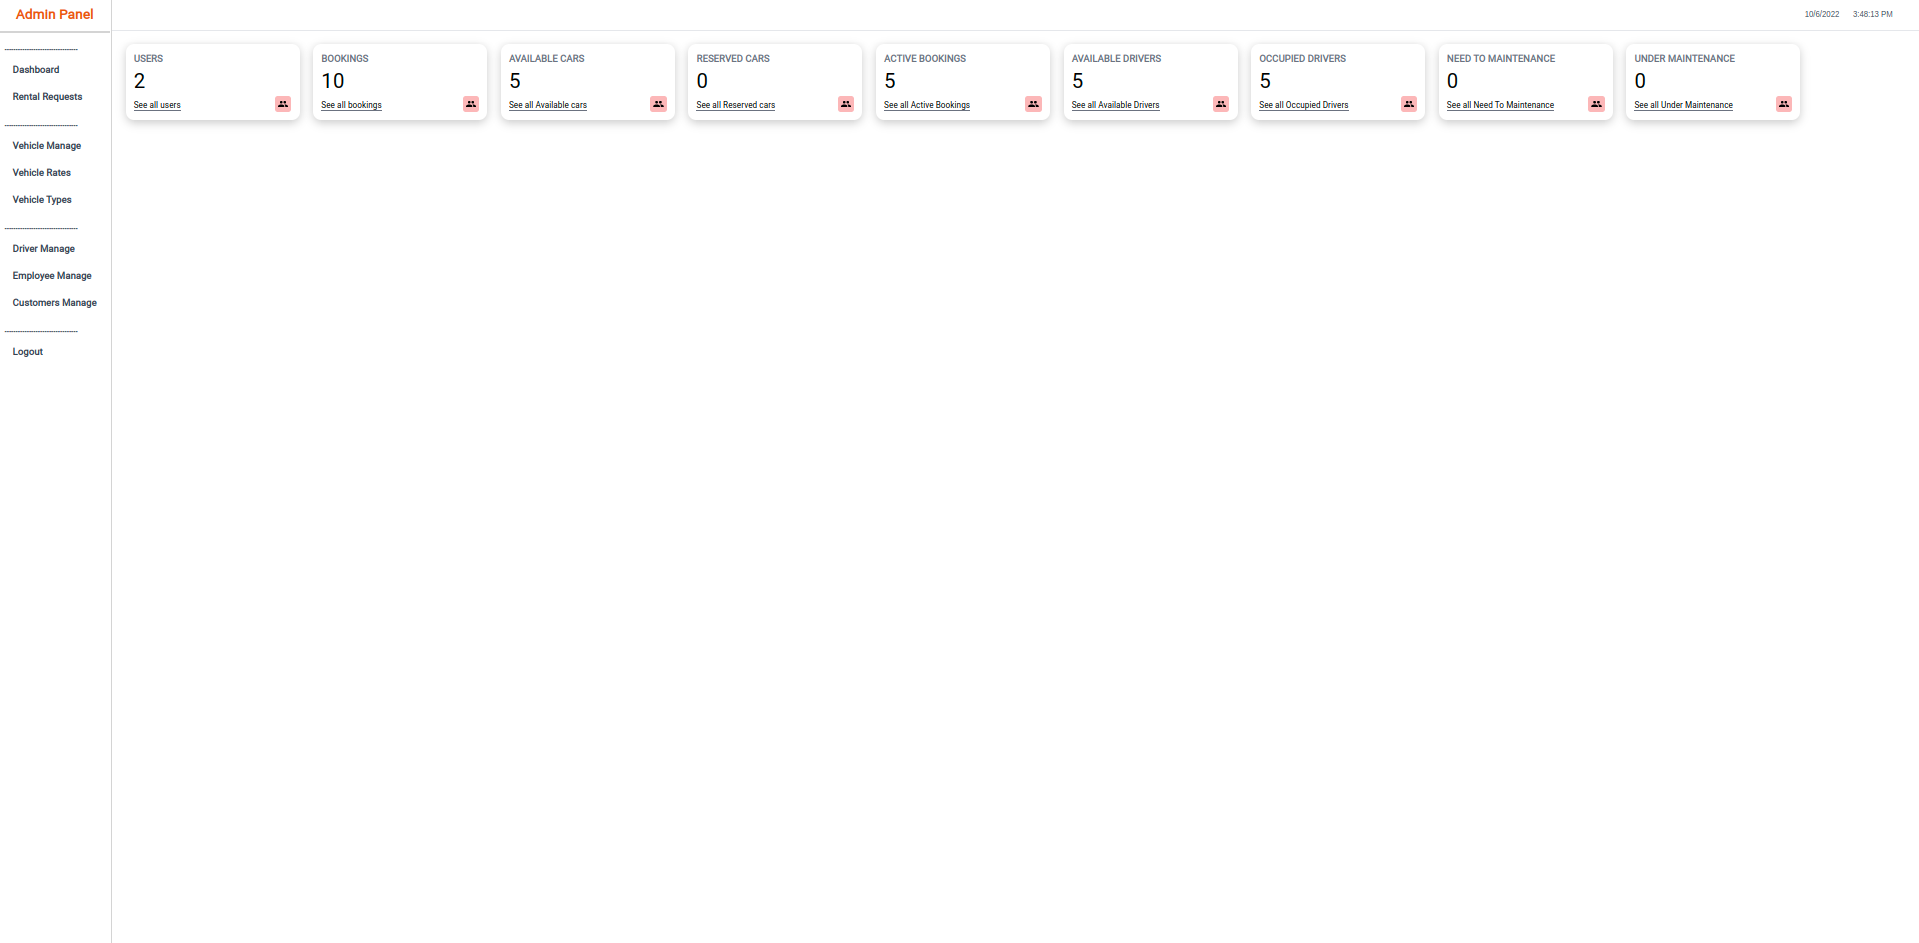 Admin Panel
10/6/2022 3:48:13 PM
---------------------------------
Dashboard
Rental Requests
---------------------------------
Vehicle Manage
Vehicle Rates
Vehicle Types
---------------------------------
Driver Manage
Employee Manage
Customers Manage
---------------------------------
Logout
USERS
2
See all users
BOOKINGS
10
See all bookings
AVAILABLE CARS
5
See all Available cars
RESERVED CARS
0
See all Reserved cars
ACTIVE BOOKINGS
5
See all Active Bookings
AVAILABLE DRIVERS
5
See all Available Drivers
OCCUPIED DRIVERS
5
See all Occupied Drivers
NEED TO MAINTENANCE
0
See all Need To Maintenance
UNDER MAINTENANCE
0
See all Under Maintenance